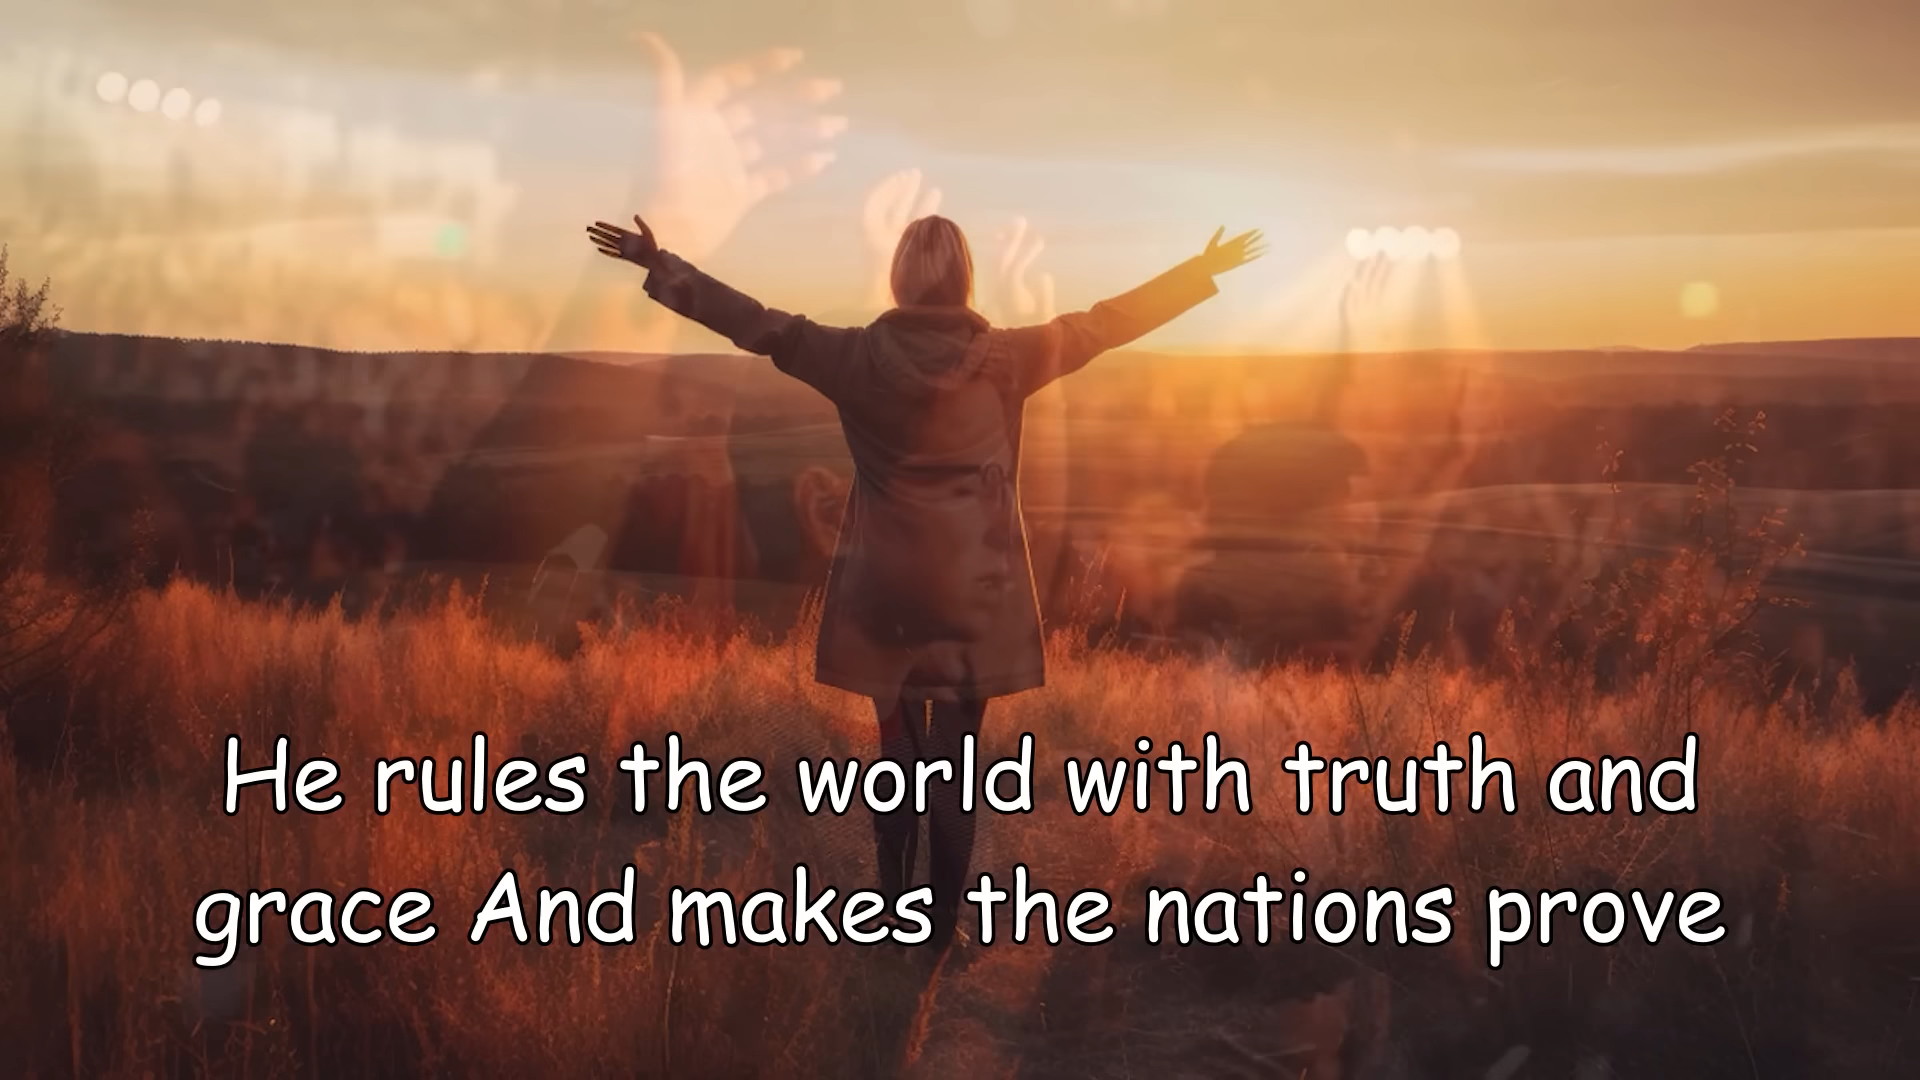 He rules the world with truth and
grace And makes the nations prove